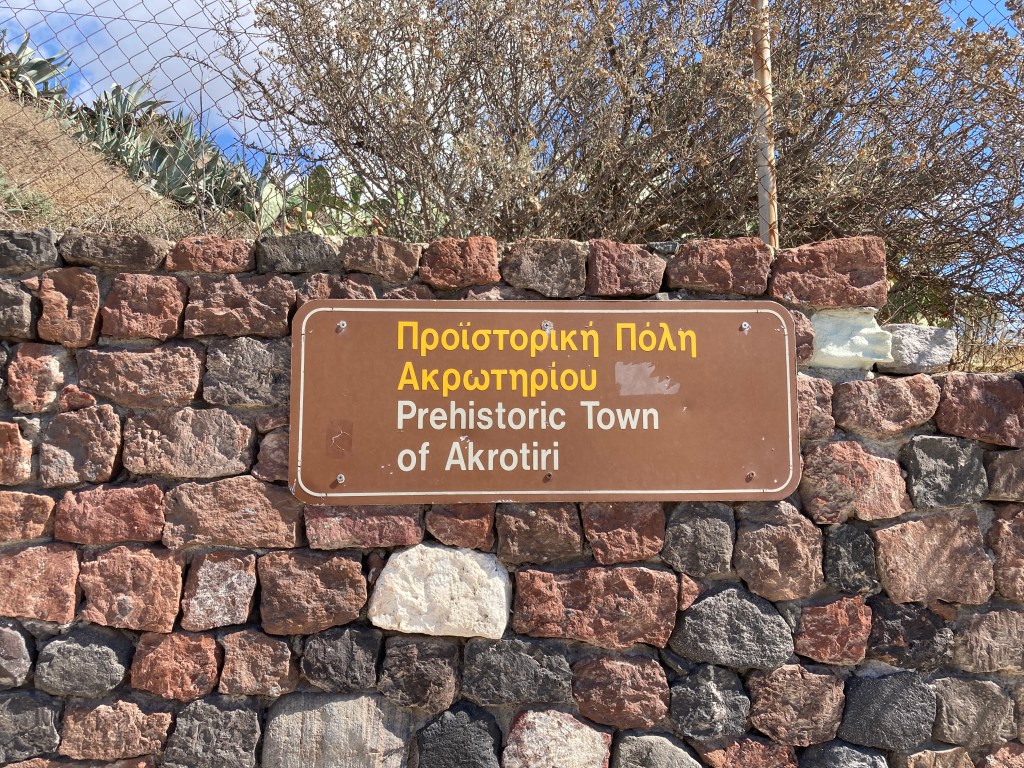 Προϊστορική Πόλη
Ακρωτηρίου
Prehistoric Town
of Akrotiri